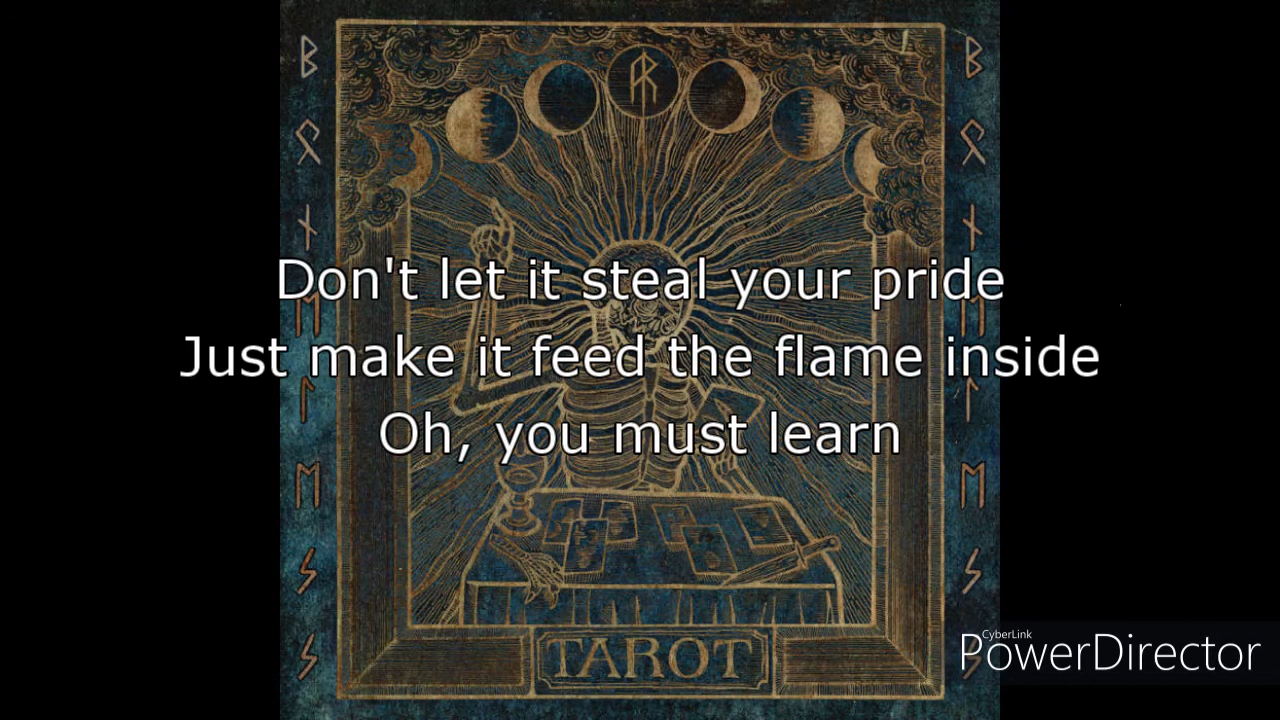 Don't let it steal your pride
Just make it feed the flame inside
Oh, you must learn
TAROT
CyberLink
PowerDirector